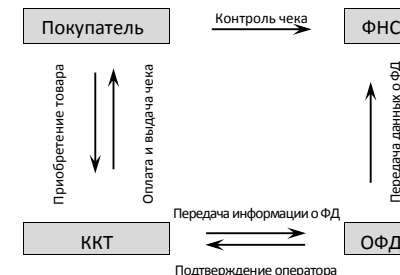 Покупатель
Контроль чека
ФНС
Приобретение товара
Оплата и выдача чека
Передача данных о ФД
Передача информации о ФД
ККТ
ОФД
Подтверждение оператора